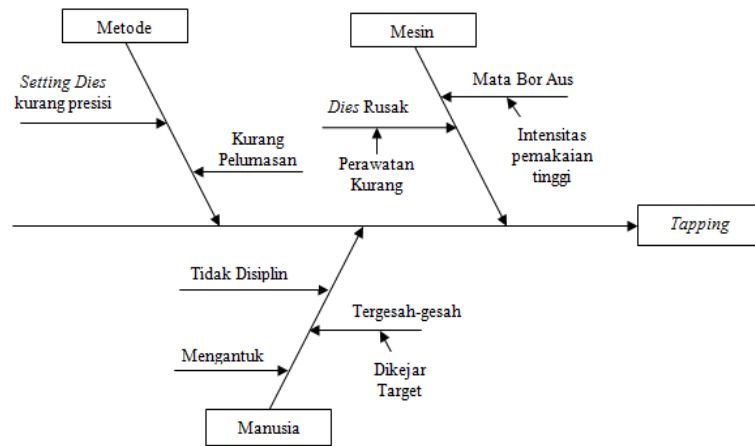 Metode
Mesin
Setting Dies
kurang presisi
Kurang
Pelumasan
Mata Bor Aus
Intensitas
pemakaian
tinggi
Dies Rusak
Perawatan
Kurang
Tapping
Tidak Disiplin
Tergesah-gesah
Dikejar
Target
Mengantuk
Manusia